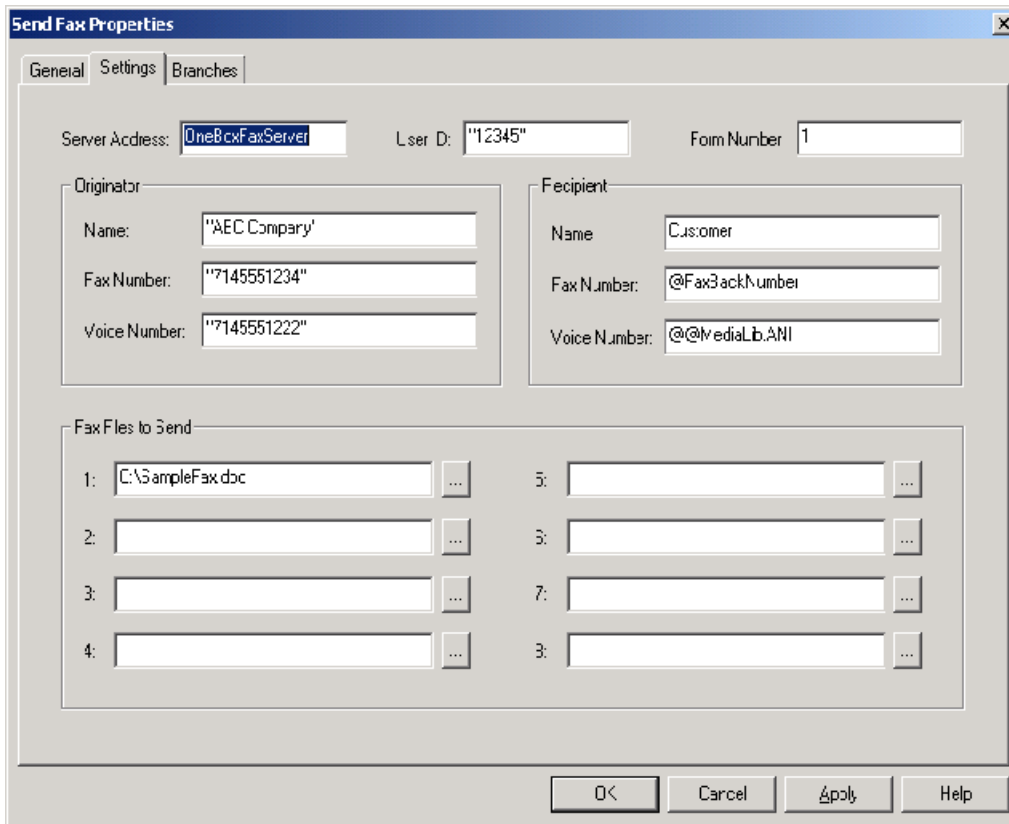 Send Fax Properties
General Settings Branches
Server Address: OneBoxFaxServer User ID: "12345" Form Number 1
Originator
Name: "ABC Company"
Fax Number: "7145551234"
Voice Number: "7145551222"
Recipient
Name Customer
Fax Number: @FaxBackNumber
Voice Number: @@MediaLib.ANI
Fax Files to Send
1: C:\SampleFax.doc ...
2: ...
3: ...
4: ...
5: ...
6: ...
7: ...
8: ...
OK Cancel Apply Help